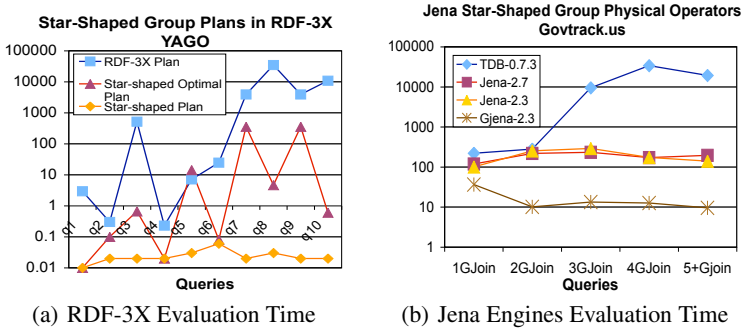 Star-Shaped Group Plans in RDF-3X
YAGO
100000
10000
1000
100
10
1
0.1
0.01
RDF-3X Plan
Star-shaped Optimal
Plan
Star-shaped Plan
q1
q2
q3
q4
q5
q6
q7
q8
q9
q10
Queries
(a) RDF-3X Evaluation Time
Jena Star-Shaped Group Physical Operators
Govtrack.us
100000
10000
1000
100
10
1
TDB-0.7.3
Jena-2.7
Jena-2.3
Gjena-2.3
1GJoin 2GJoin 3GJoin 4GJoin 5+Gjoin
Queries
(b) Jena Engines Evaluation Time